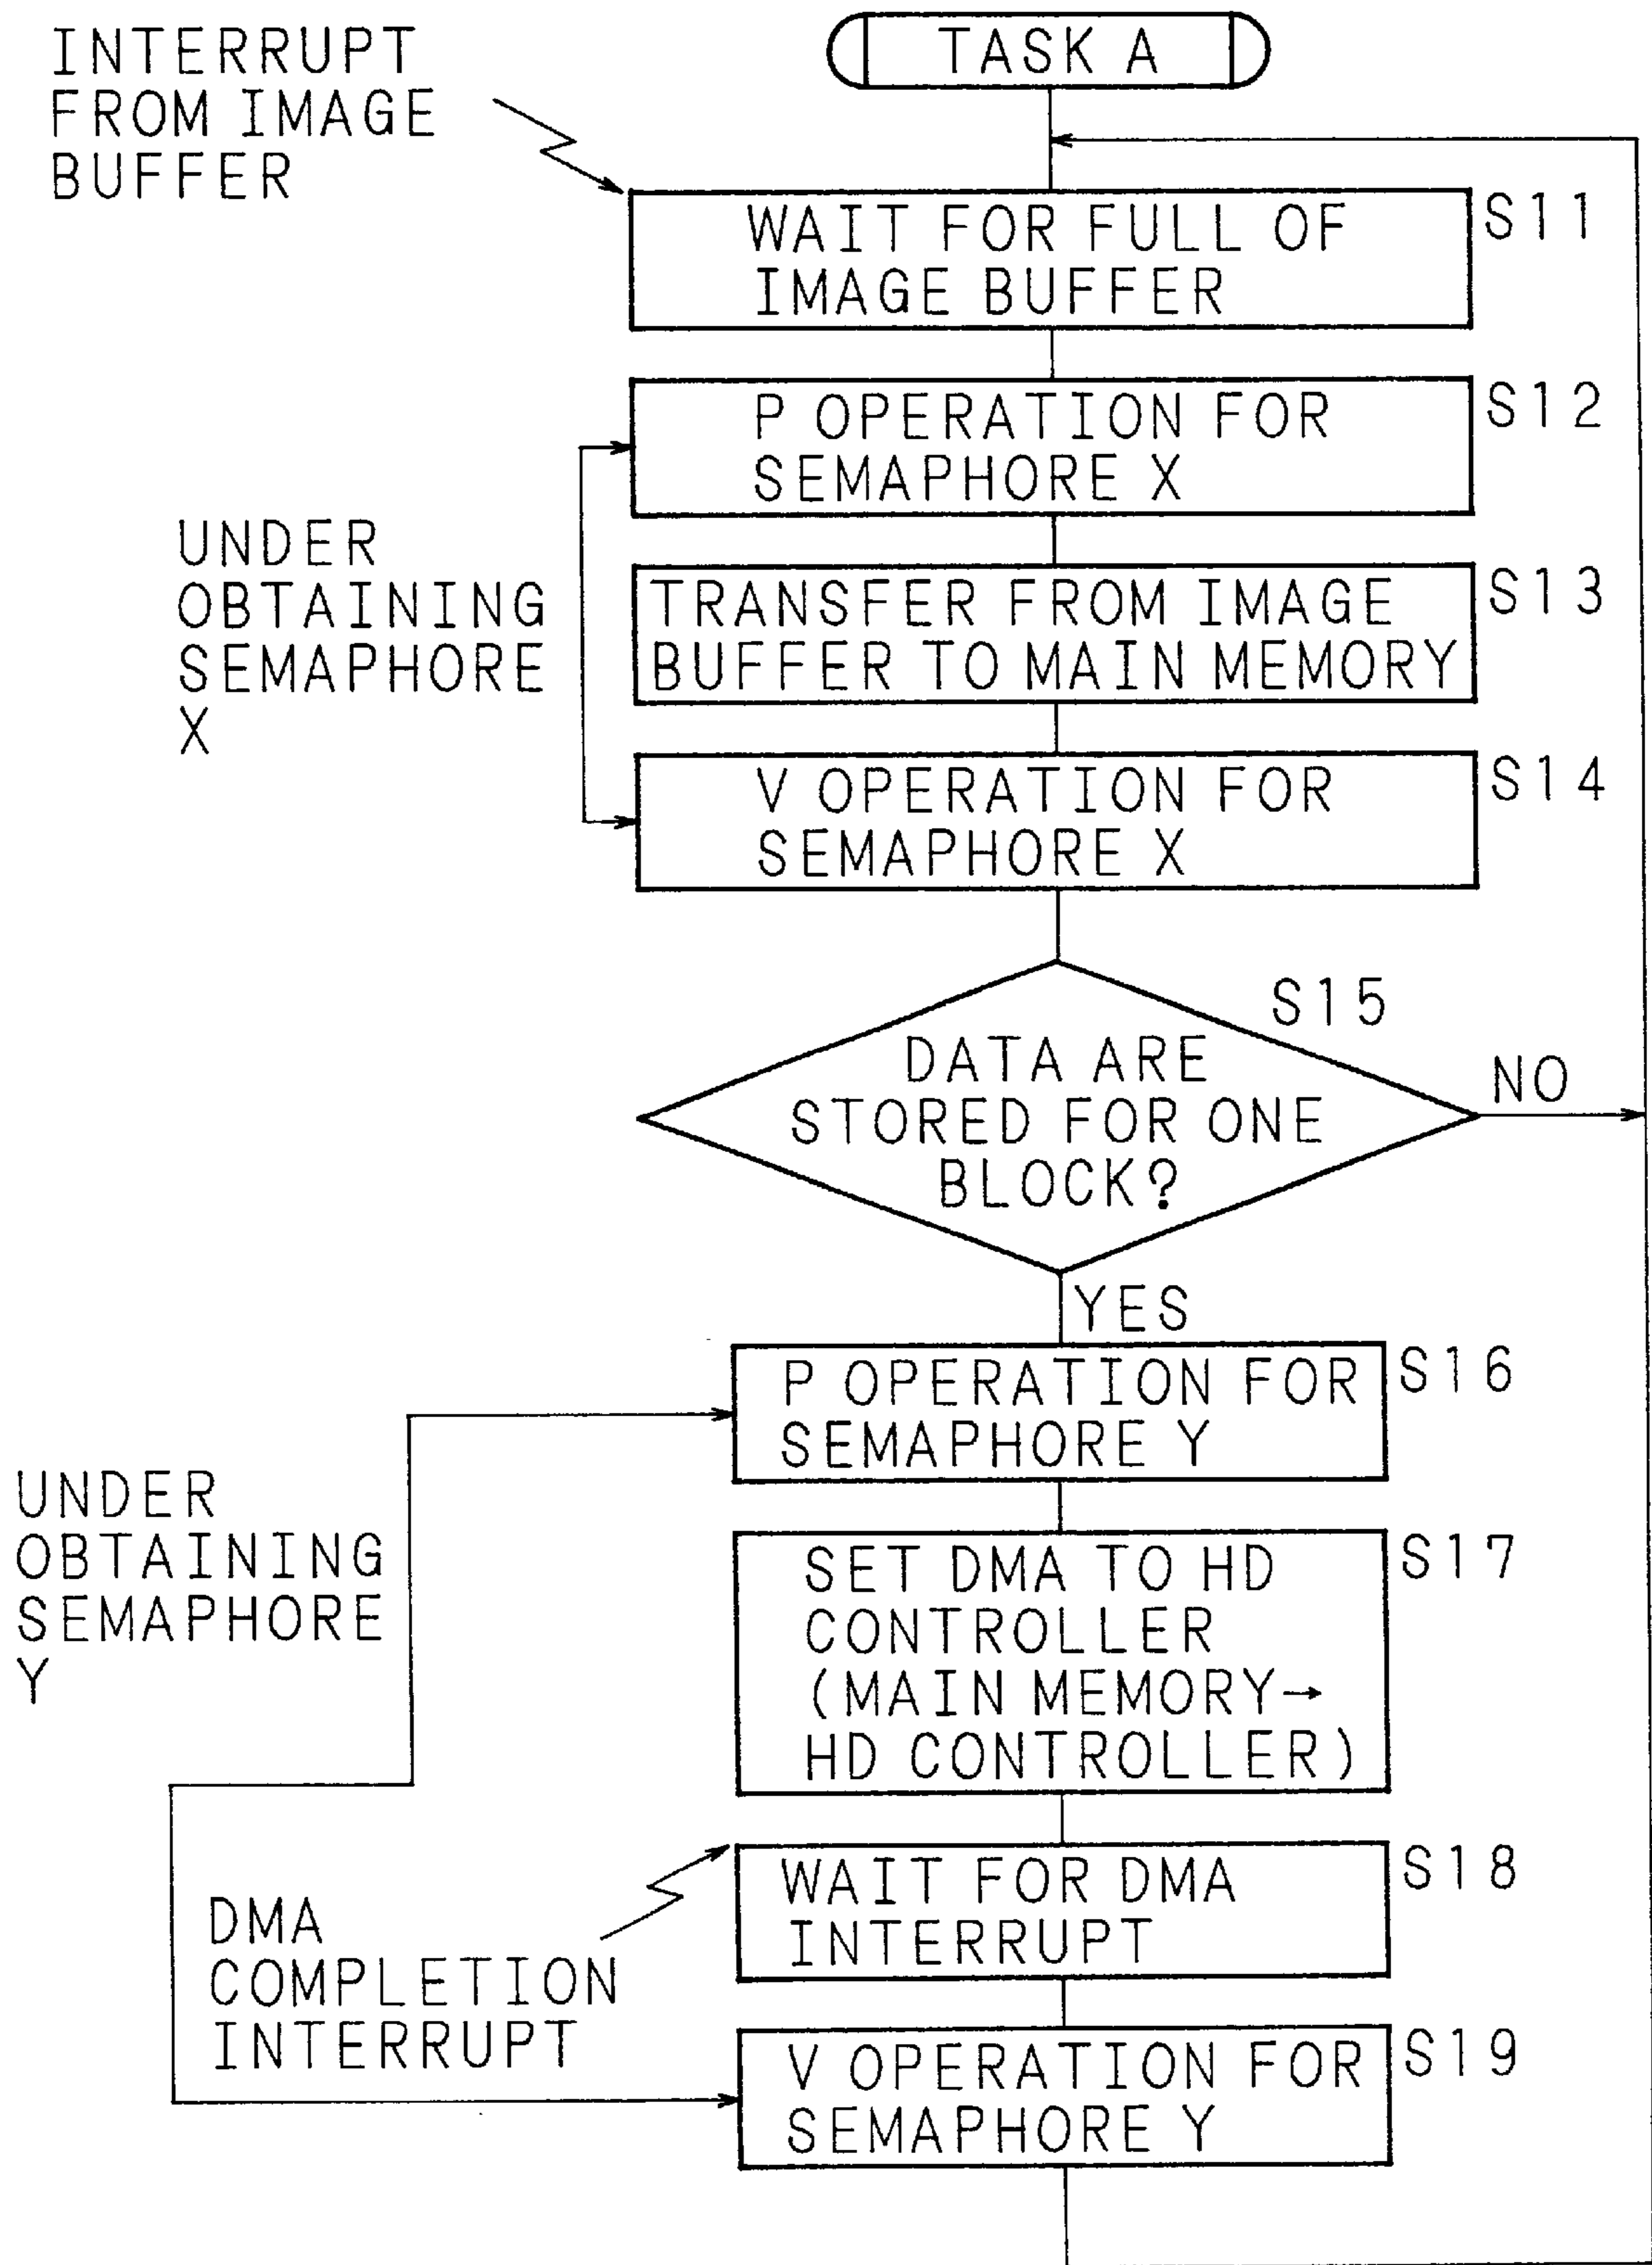 INTERRUPT
FROM IMAGE
BUFFER
TASK A
WAIT FOR FULL OF
IMAGE BUFFER
S11
P OPERATION FOR
SEMAPHORE X
S12
UNDER
OBTAINING
SEMAPHORE
X
TRANSFER FROM IMAGE
BUFFER TO MAIN MEMORY
S13
V OPERATION FOR
SEMAPHORE X
S14
S15
DATA ARE
STORED FOR ONE
BLOCK?
NO
YES
P OPERATION FOR
SEMAPHORE Y
S16
UNDER
OBTAINING
SEMAPHORE
Y
SET DMA TO HD
CONTROLLER
(MAIN MEMORY→
HD CONTROLLER)
S17
WAIT FOR DMA
INTERRUPT
S18
DMA
COMPLETION
INTERRUPT
V OPERATION FOR
SEMAPHORE Y
S19